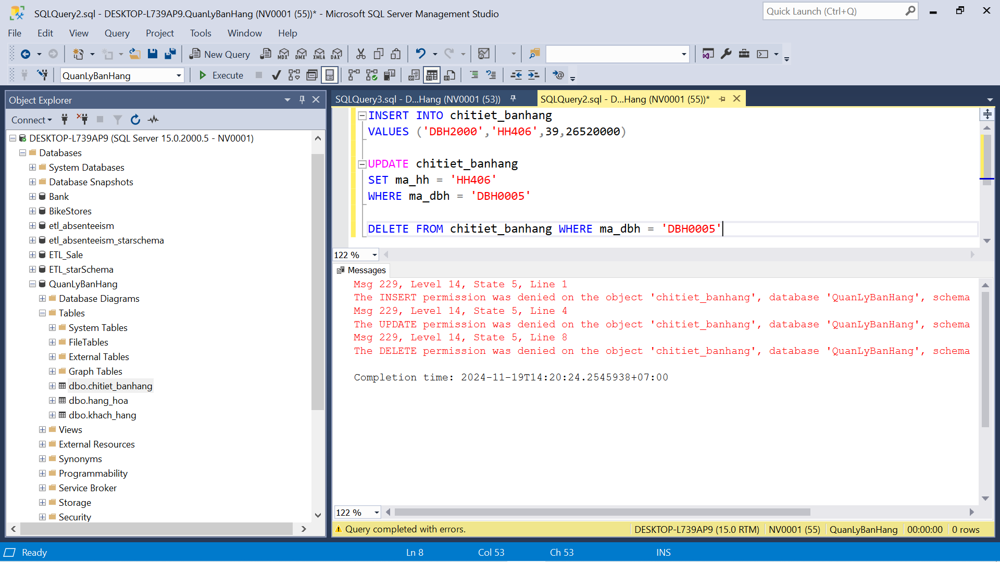 SQLQuery2.sql - DESKTOP-L739AP9.QuanLyBanHang (NV0001 (55))* - Microsoft SQL Server Management Studio
Quick Launch (Ctrl+Q)
File Edit View Query Project Tools Window Help
New Query MDX DMX XMLA DAX
QuanLyBanHang Execute
Object Explorer
Connect
DESKTOP-L739AP9 (SQL Server 15.0.2000.5 - NV0001)
Databases
System Databases
Database Snapshots
Bank
BikeStores
etl_absenteeism
etl_absenteeism_starschema
ETL_Sale
ETL_starSchema
QuanLyBanHang
Database Diagrams
Tables
System Tables
FileTables
External Tables
Graph Tables
dbo.chitiet_banhang
dbo.hang_hoa
dbo.khach_hang
Views
External Resources
Synonyms
Programmability
Service Broker
Storage
Security
SQLQuery3.sql - D...Hang (NV0001 (53))
SQLQuery2.sql - D...Hang (NV0001 (55))*
INSERT INTO chitiet_banhang
VALUES ('DBH2000','HH406',39,26520000)
UPDATE chitiet_banhang
SET ma_hh = 'HH406'
WHERE ma_dbh = 'DBH0005'
DELETE FROM chitiet_banhang WHERE ma_dbh = 'DBH0005'
122 %
Messages
Msg 229, Level 14, State 5, Line 1
The INSERT permission was denied on the object 'chitiet_banhang', database 'QuanLyBanHang', schema
Msg 229, Level 14, State 5, Line 4
The UPDATE permission was denied on the object 'chitiet_banhang', database 'QuanLyBanHang', schema
Msg 229, Level 14, State 5, Line 8
The DELETE permission was denied on the object 'chitiet_banhang', database 'QuanLyBanHang', schema
Completion time: 2024-11-19T14:20:24.2545938+07:00
122 %
Query completed with errors. DESKTOP-L739AP9 (15.0 RTM) NV0001 (55) QuanLyBanHang 00:00:00 0 rows
Ready Ln 8 Col 53 Ch 53 INS